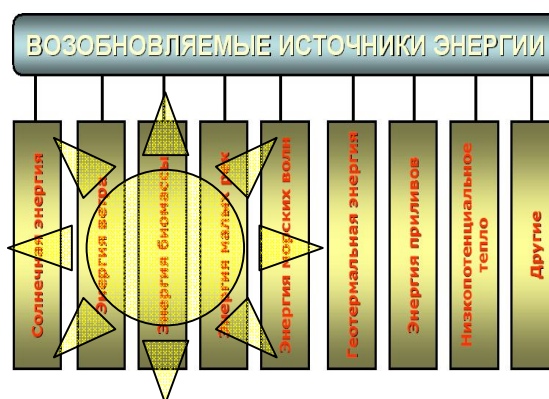 ВОЗОБНОВЛЯЕМЫЕ ИСТОЧНИКИ ЭНЕРГИИ
Солнечная энергия
Энергия ветра
Энергия биомассы
Энергия малых рек
Энергия морских волн
Геотермальная энергия
Энергия приливов
Низкопотенциальное
тепло
Другие